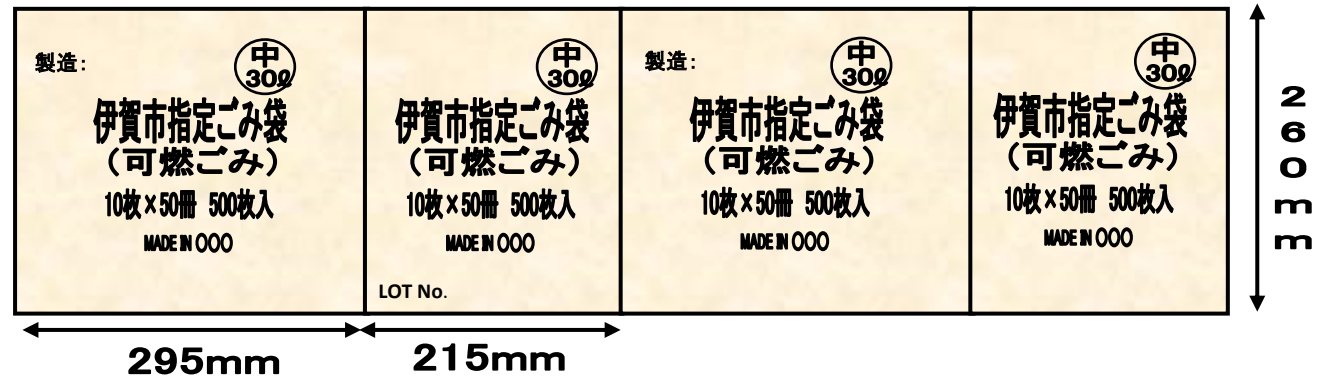 製造:
中
30ℓ
伊賀市指定ごみ袋
(可燃ごみ)
10枚×50冊 500枚入
MADE IN 〇〇〇
中
30ℓ
伊賀市指定ごみ袋
(可燃ごみ)
10枚×50冊 500枚入
MADE IN 〇〇〇
LOT No.
製造:
中
30ℓ
伊賀市指定ごみ袋
(可燃ごみ)
10枚×50冊 500枚入
MADE IN 〇〇〇
中
30ℓ
伊賀市指定ごみ袋
(可燃ごみ)
10枚×50冊 500枚入
MADE IN 〇〇〇
260mm
295mm
215mm